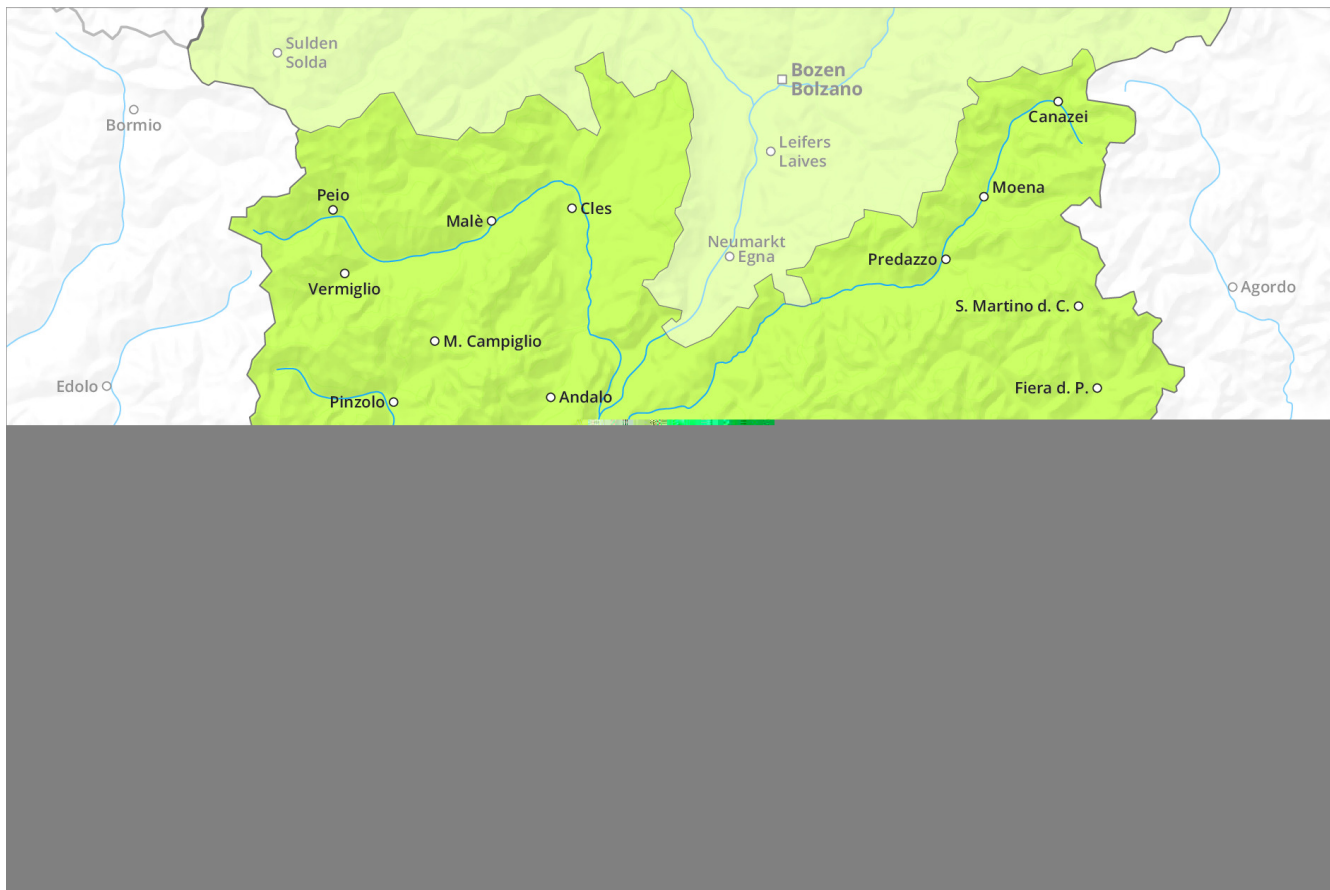 Sulden
Solda
Bozen
Bolzano
Bormio
Canazei
Leifers
Laives
Peio
Moena
Malè
Cles
Neumarkt
Egna
Predazzo
Vermiglio
Agordo
S. Martino d. C.
M. Campiglio
Edolo
Fiera d. P.
Pinzolo
Andalo